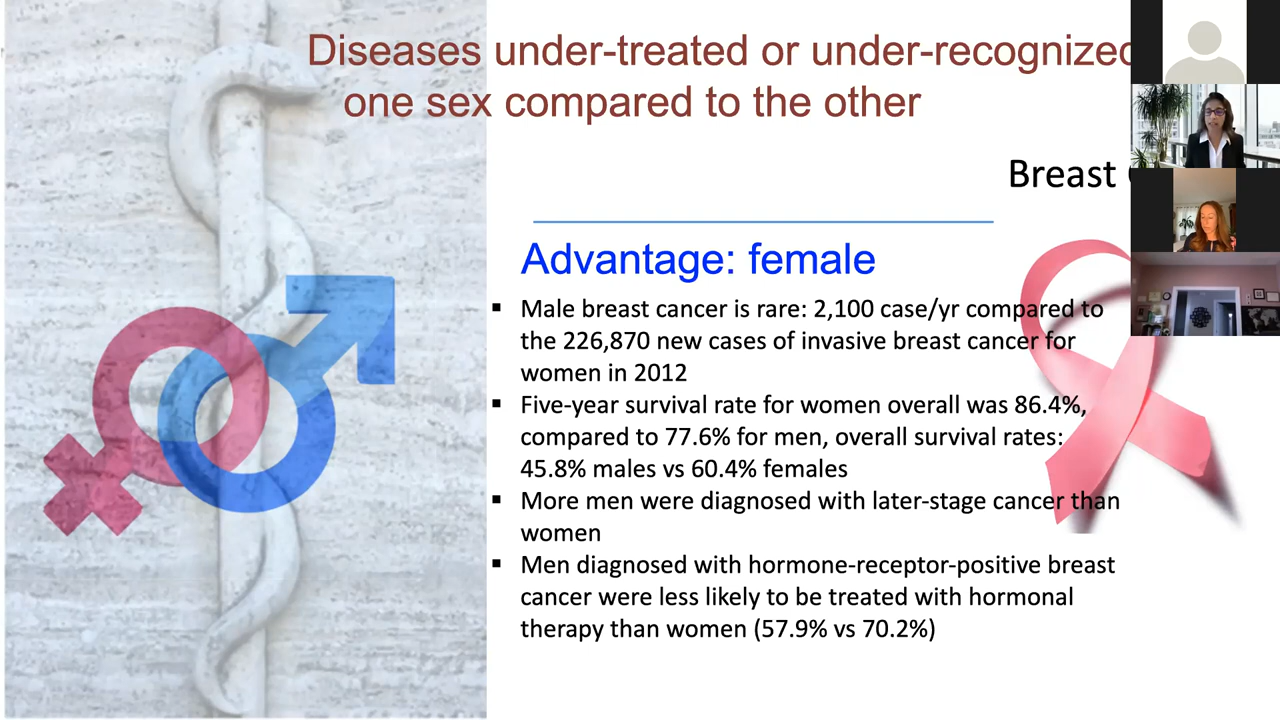 Diseases under-treated or under-recognized
one sex compared to the other
Breast
Advantage: female
▪ Male breast cancer is rare: 2,100 case/yr compared to
the 226,870 new cases of invasive breast cancer for
women in 2012
▪ Five-year survival rate for women overall was 86.4%,
compared to 77.6% for men, overall survival rates:
45.8% males vs 60.4% females
▪ More men were diagnosed with later-stage cancer than
women
▪ Men diagnosed with hormone-receptor-positive breast
cancer were less likely to be treated with hormonal
therapy than women (57.9% vs 70.2%)